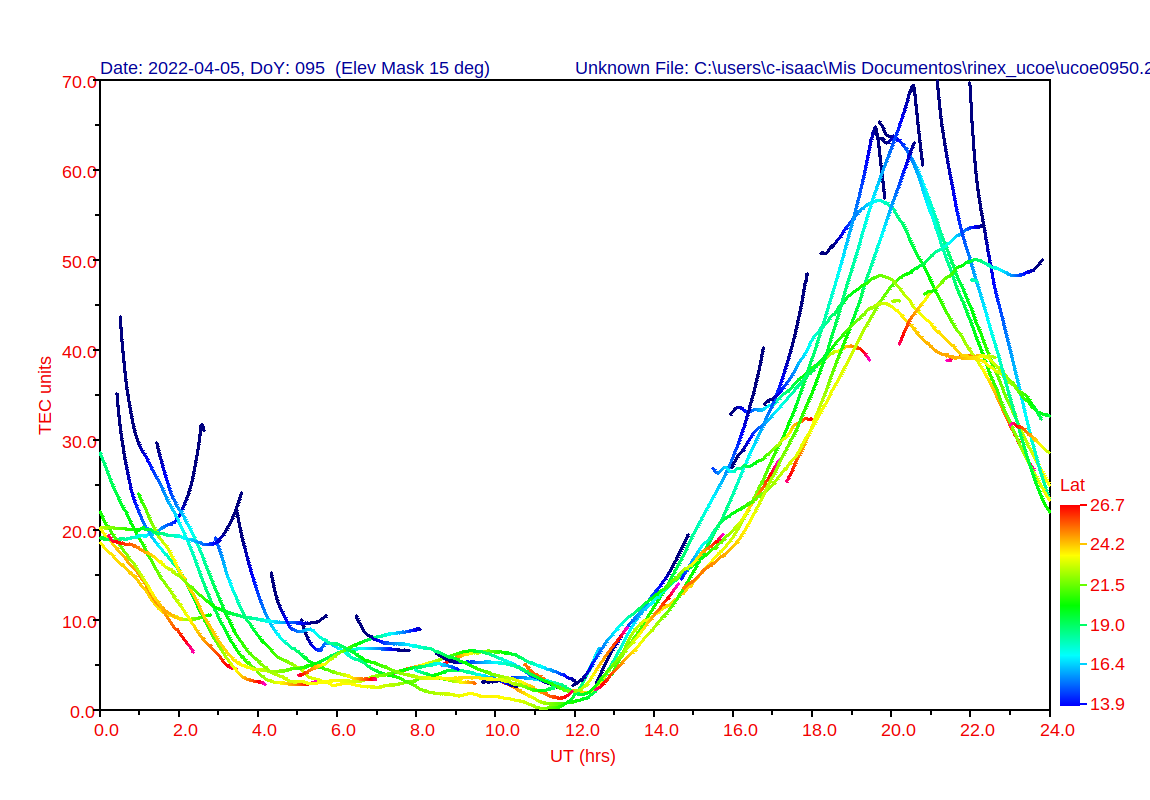 Date: 2022-04-05, DoY: 095  (Elev Mask 15 deg)
Unknown File: C:\users\c-isaac\Mis Documentos\rinex_ucoe\ucoe0950.2
70.0
60.0
50.0
40.0
30.0
20.0
10.0
0.0
TEC units
0.0 2.0 4.0 6.0 8.0 10.0 12.0 14.0 16.0 18.0 20.0 22.0 24.0
UT (hrs)
Lat
26.7
24.2
21.5
19.0
16.4
13.9